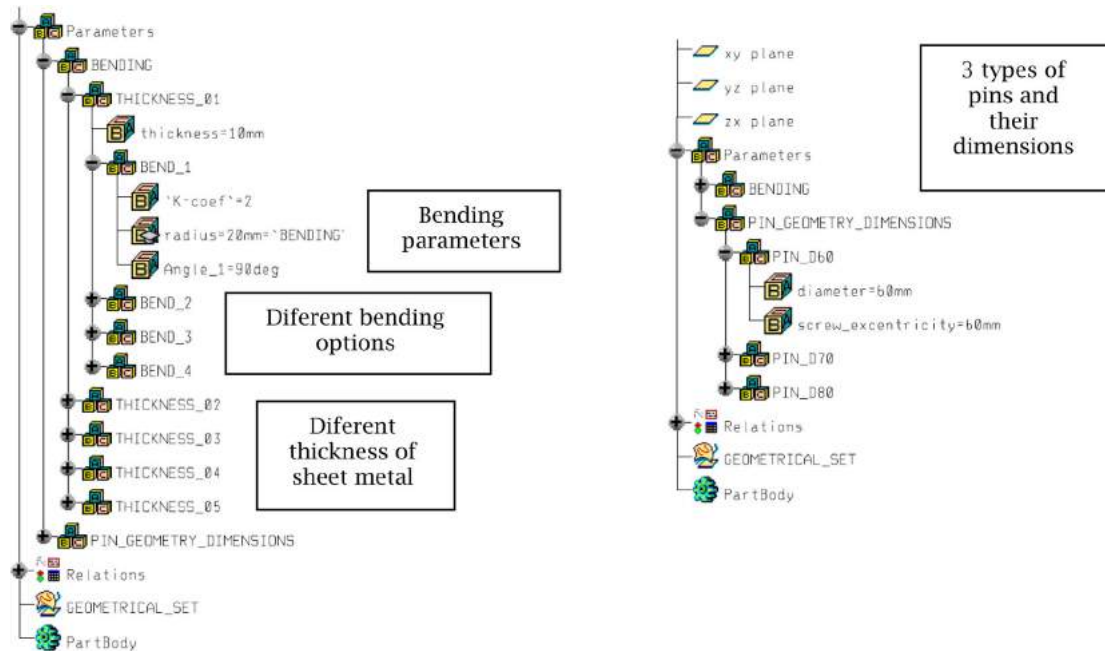 Parameters
BENDING
THICKNESS_01
thickness=10mm
BEND_1
`K-coef`=2
radius=20mm=`BENDING`
Angle_1=90deg
BEND_2
BEND_3
BEND_4
THICKNESS_02
THICKNESS_03
THICKNESS_04
THICKNESS_05
PIN_GEOMETRY_DIMENSIONS
Relations
GEOMETRICAL_SET
PartBody
Bending
parameters
Diferent bending
options
Diferent
thickness of
sheet metal
xy plane
yz plane
zx plane
Parameters
BENDING
PIN_GEOMETRY_DIMENSIONS
PIN_D60
diameter=60mm
screw_excentricity=60mm
PIN_D70
PIN_D80
Relations
GEOMETRICAL_SET
PartBody
3 types of
pins and
their
dimensions